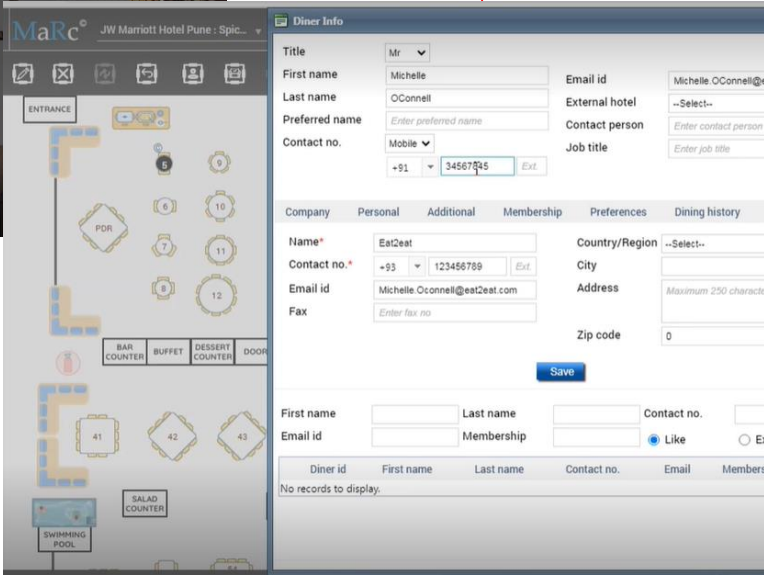 MaRc© JW Marriott Hotel Pune : Spic...
ENTRANCE
5
9
6
10
PDR
7
11
8
12
BAR COUNTER
BUFFET
DESSERT COUNTER
DOOR
41
42
43
SALAD COUNTER
SWIMMING POOL
Diner Info
Title Mr
First name Michelle
Email id Michelle.OConnell@e
Last name OConnell
External hotel --Select--
Preferred name Enter preferred name
Contact person Enter contact person
Contact no. Mobile
Job title Enter job title
+91 34567845 Ext.
Company Personal Additional Membership Preferences Dining history
Name* Eat2eat
Country/Region --Select--
Contact no.* +93 123456789 Ext.
City
Email id Michelle.Oconnell@eat2eat.com
Address Maximum 250 characte
Fax Enter fax no
Zip code 0
Save
First name Last name Contact no.
Email id Membership Like Ex
Diner id First name Last name Contact no. Email Members
No records to display.